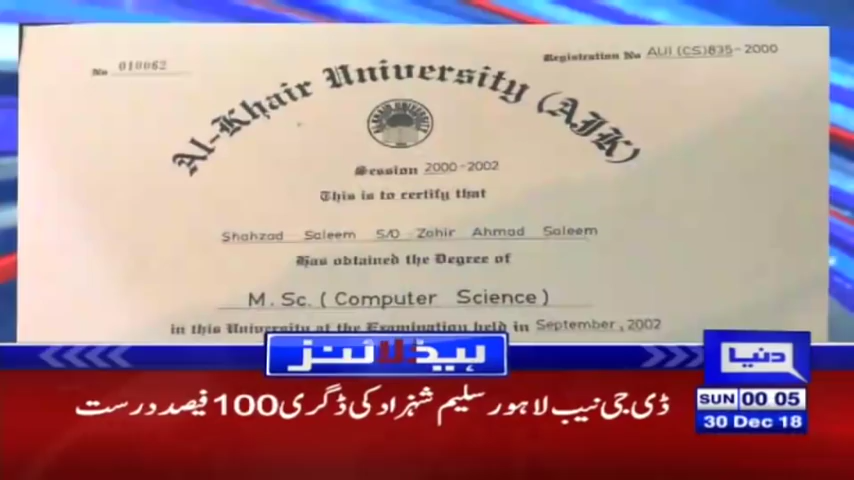 No 010062
Registration No AUI (CS)835-2000
Al-Khair University (AJK)
AL-KHAIR UNIVERSITY
Session 2000-2002
This is to certify that
Shahzad Saleem S/O Zahir Ahmad Saleem
Has obtained the Degree of
M.Sc. (Computer Science)
in this University at the Examination held in September, 2002
ہیڈلائنز
دنیا
ڈی جی نیب لاہور سلیم شہزاد کی ڈگری 100 فیصد درست
SUN 00 05
30 Dec 18